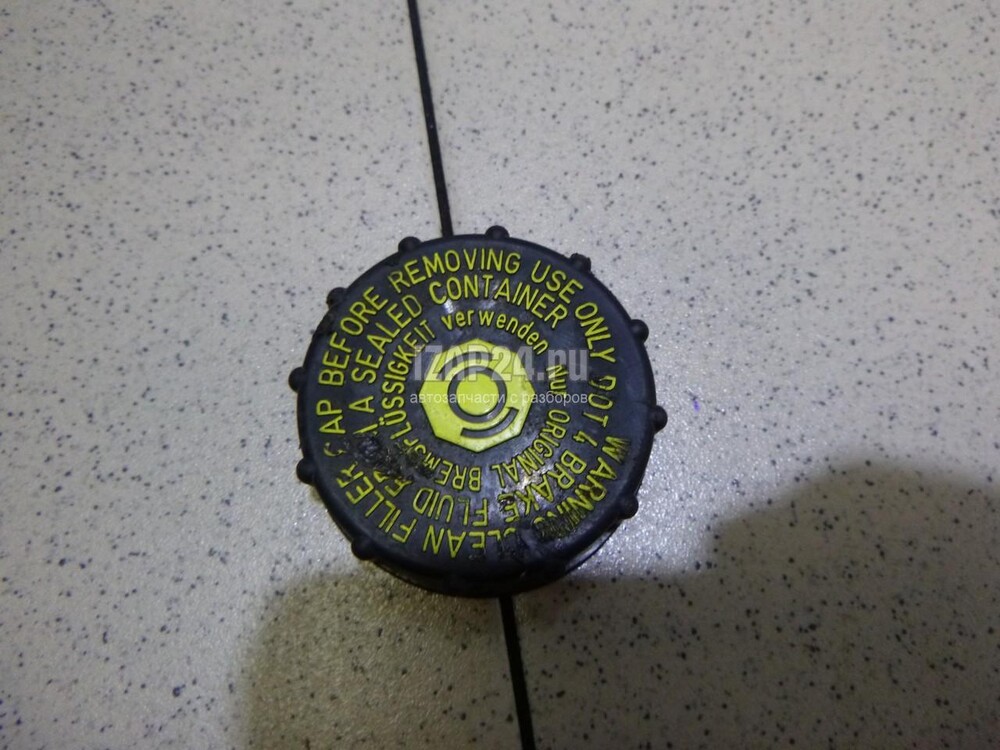 WARNING CLEAN FILLER CAP BEFORE REMOVING USE ONLY DOT 4
BRAKE FLUID A SEALED CONTAINER
NUR ORIGINAL BREMSFLÜSSIGKEIT verwenden
IZAP24.ru
автозапчасти с разборов